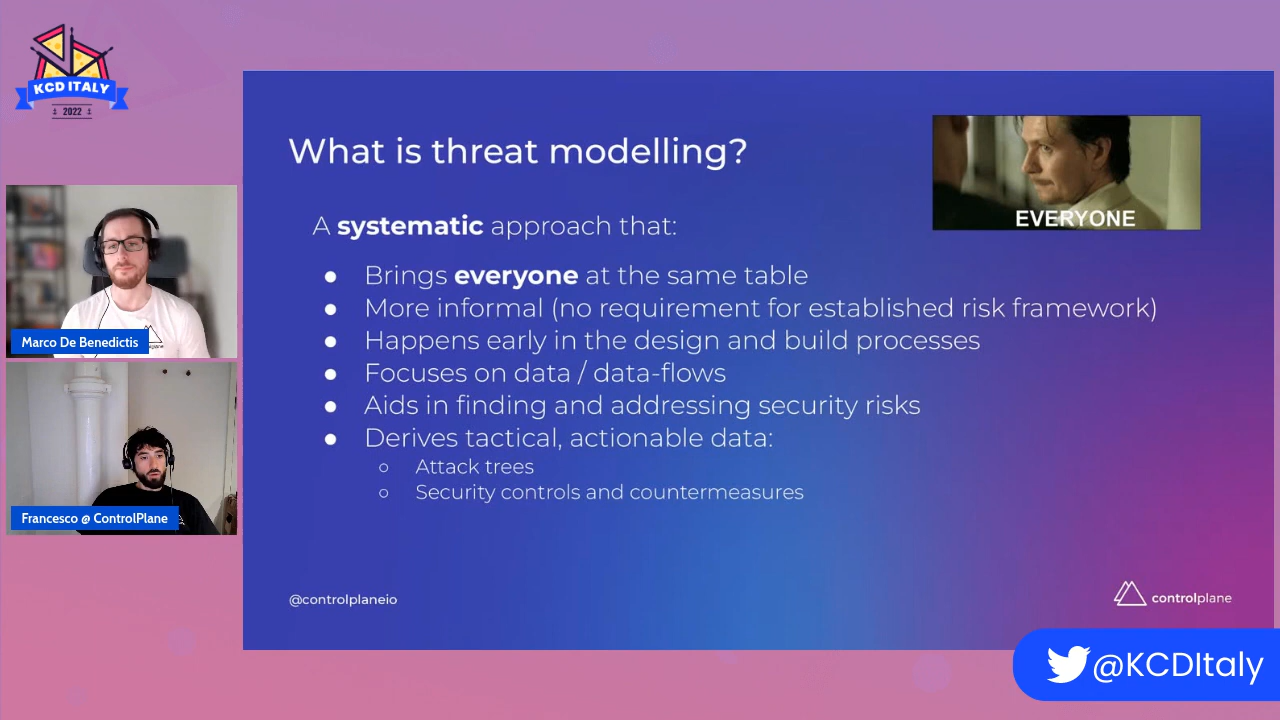 KCD ITALY
2022
What is threat modelling?
EVERYONE
A systematic approach that:
● Brings everyone at the same table
● More informal (no requirement for established risk framework)
● Happens early in the design and build processes
● Focuses on data / data-flows
● Aids in finding and addressing security risks
● Derives tactical, actionable data:
○ Attack trees
○ Security controls and countermeasures
Marco De Benedictis
Francesco @ ControlPlane
@controlplaneio
controlplane
@KCDItaly